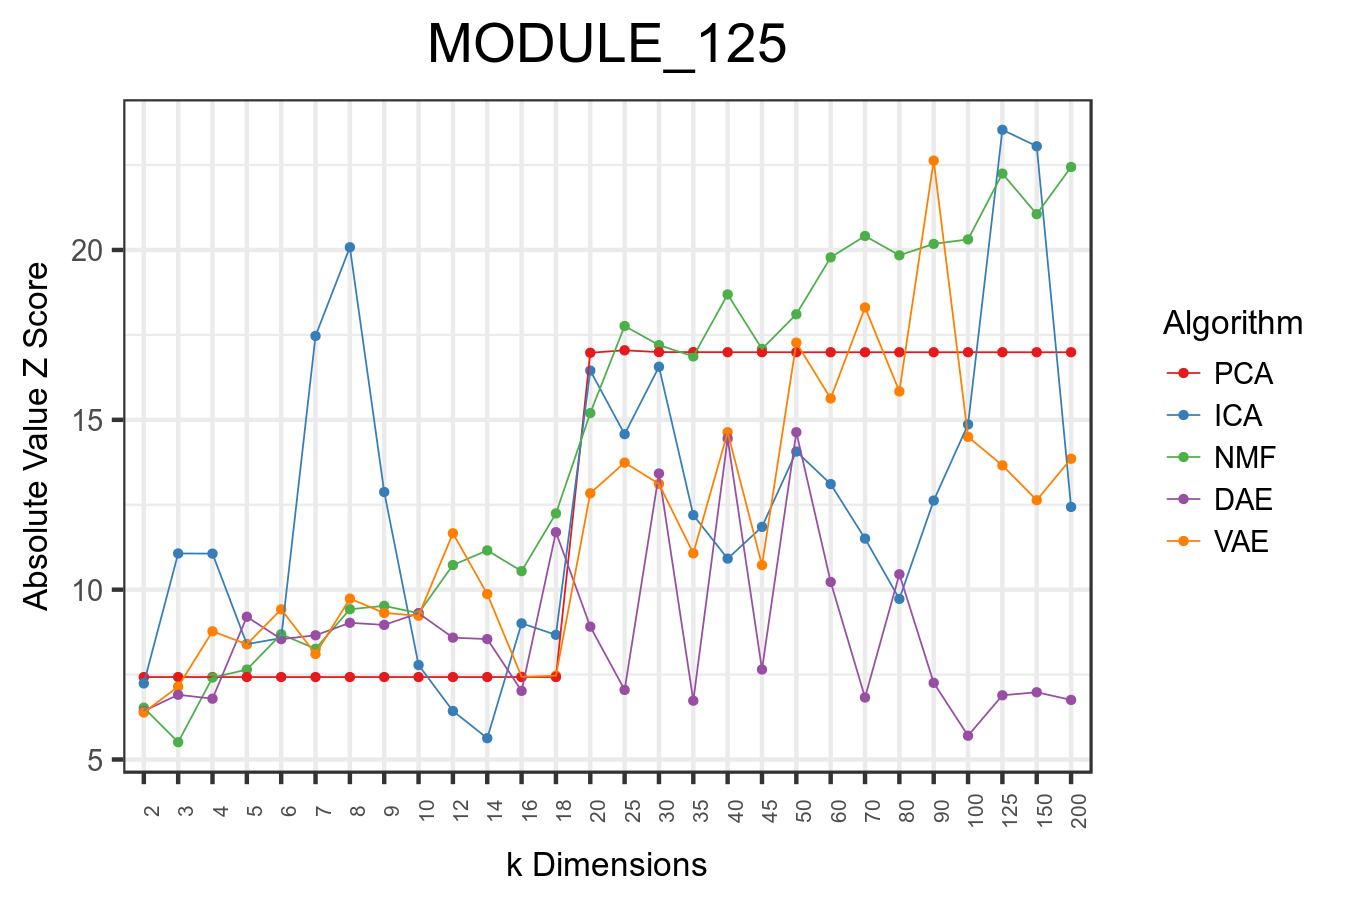 MODULE_125
Absolute Value Z Score
20
15
10
5
2 3 4 5 6 7 8 9 10 12 14 16 18 20 25 30 35 40 45 50 60 70 80 90 100 125 150 200
k Dimensions
Algorithm
PCA
ICA
NMF
DAE
VAE